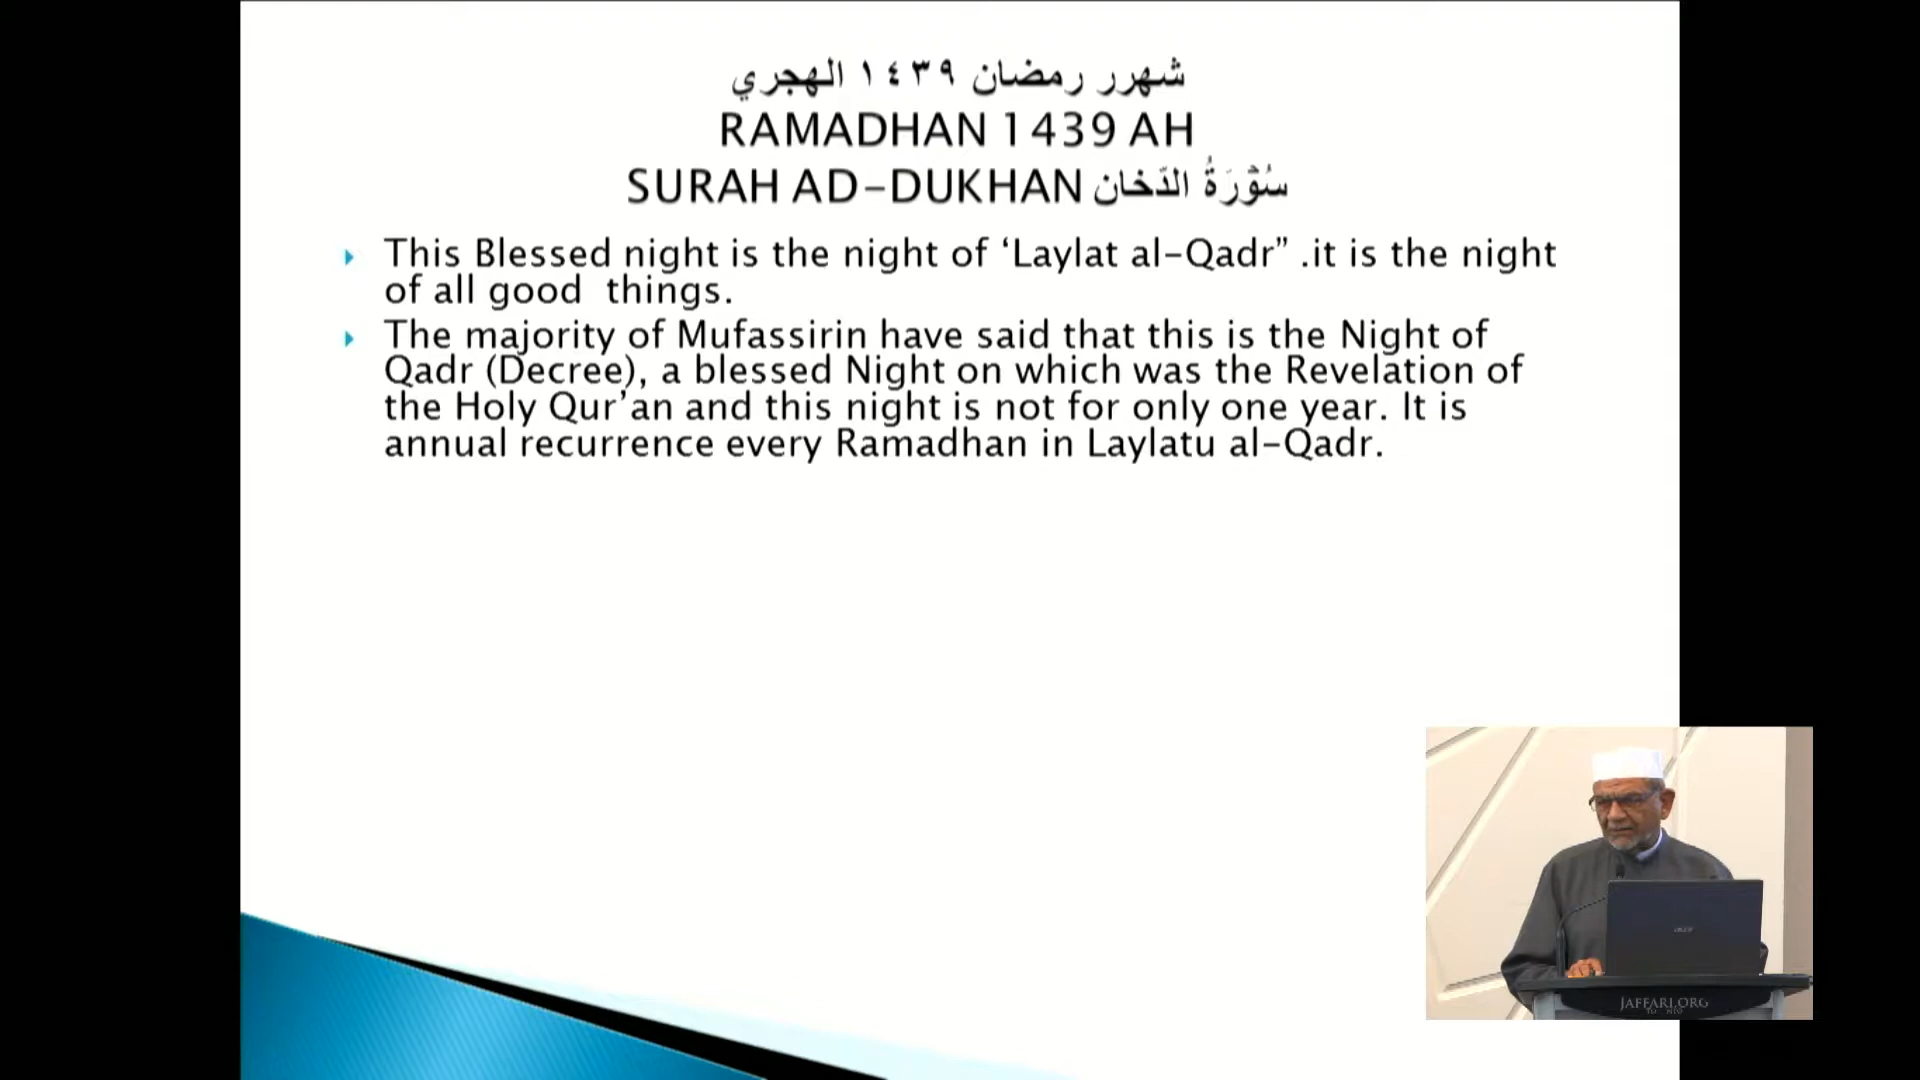 شهرر رمضان ١٤٣٩ الهجري
RAMADHAN 1439 AH
SURAH AD-DUKHAN سُوْرَةُ الدّخان
This Blessed night is the night of ‘Laylat al-Qadr” .it is the night
of all good things.
The majority of Mufassirin have said that this is the Night of
Qadr (Decree), a blessed Night on which was the Revelation of
the Holy Qur’an and this night is not for only one year. It is
annual recurrence every Ramadhan in Laylatu al-Qadr.
acer
JAFFARI.ORG